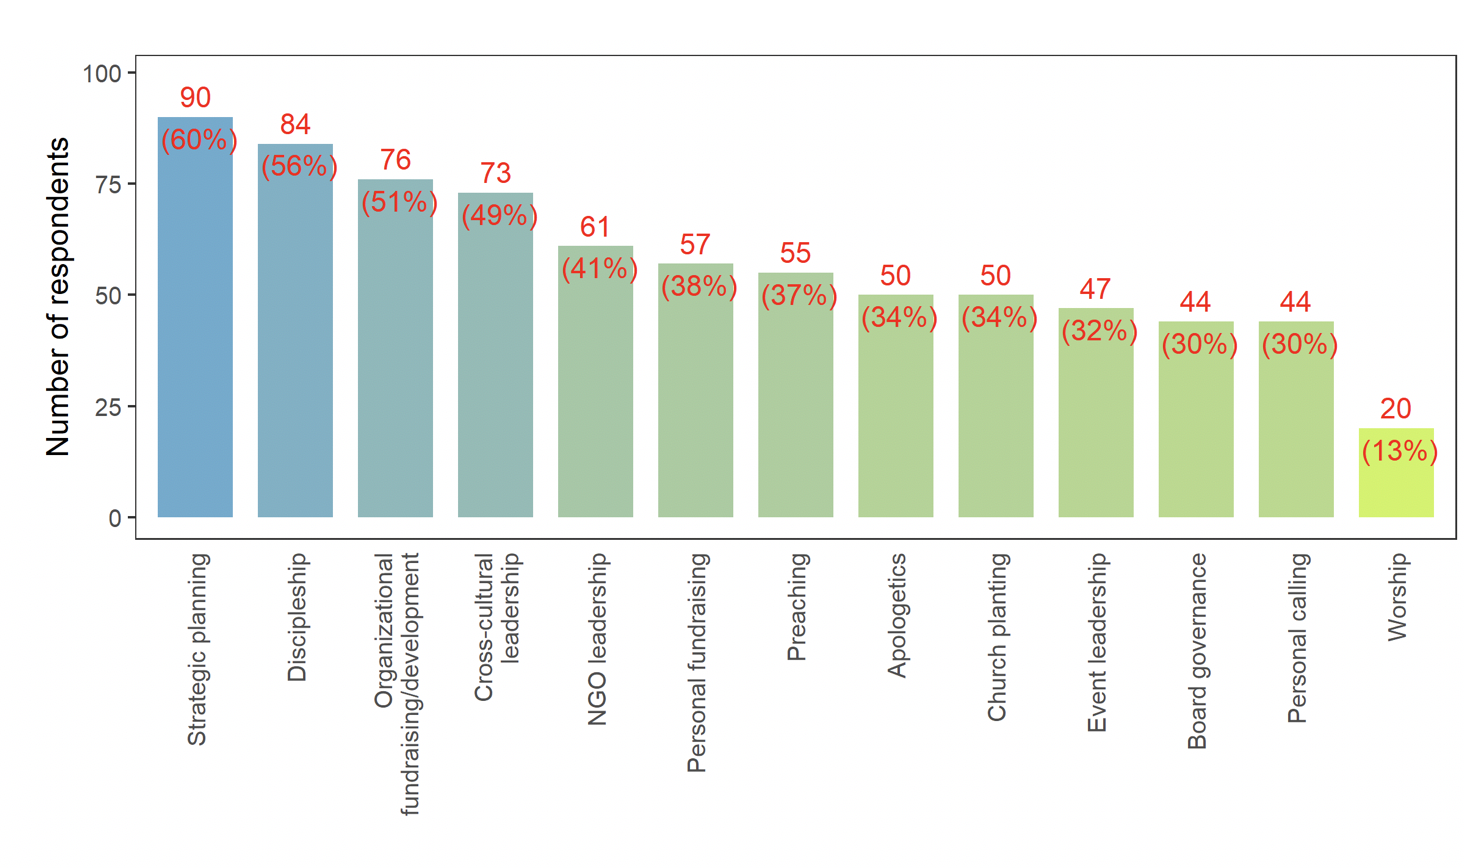 Number of respondents
100
75
50
25
0
90
(60%)
84
(56%)
76
(51%)
73
(49%)
61
(41%)
57
(38%)
55
(37%)
50
(34%)
50
(34%)
47
(32%)
44
(30%)
44
(30%)
20
(13%)
Strategic planning
Discipleship
Organizational
fundraising/development
Cross-cultural
leadership
NGO leadership
Personal fundraising
Preaching
Apologetics
Church planting
Event leadership
Board governance
Personal calling
Worship